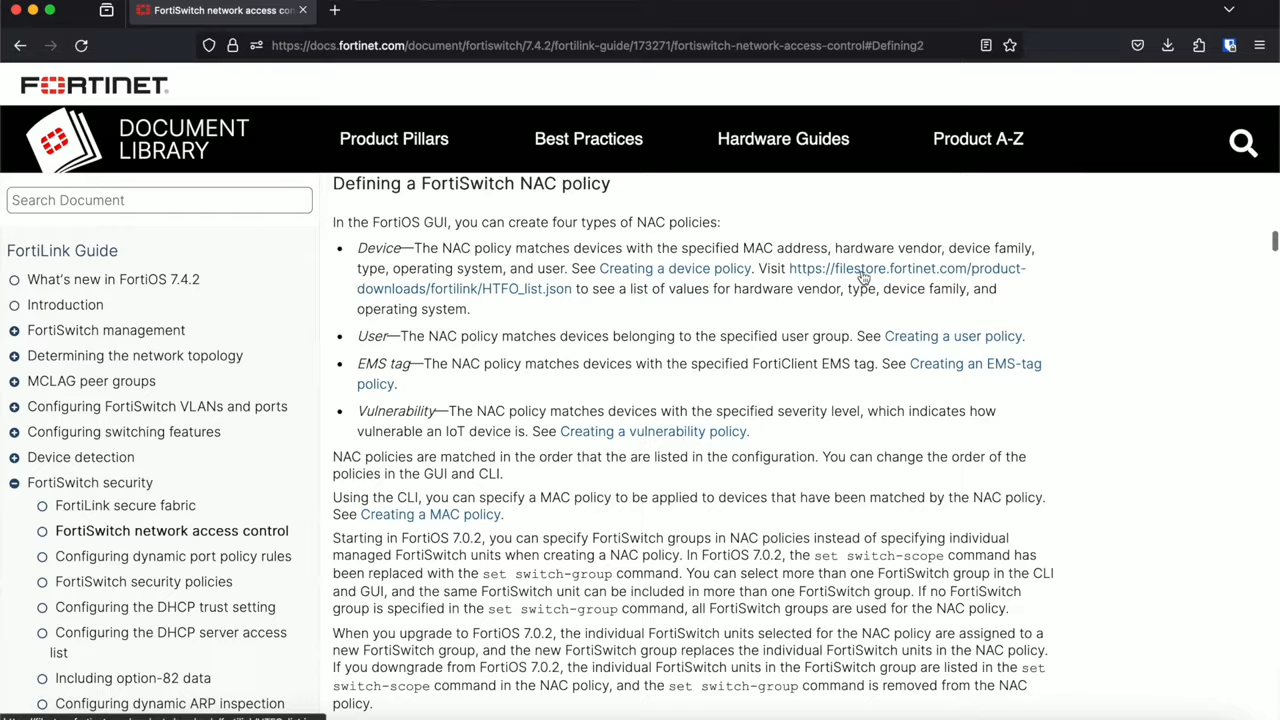 FortiSwitch network access con
https://docs.fortinet.com/document/fortiswitch/7.4.2/fortilink-guide/173271/fortiswitch-network-access-control#Defining2
FORTINET
DOCUMENT
LIBRARY
Product Pillars
Best Practices
Hardware Guides
Product A-Z
Search Document
FortiLink Guide
What's new in FortiOS 7.4.2
Introduction
FortiSwitch management
Determining the network topology
MCLAG peer groups
Configuring FortiSwitch VLANs and ports
Configuring switching features
Device detection
FortiSwitch security
FortiLink secure fabric
FortiSwitch network access control
Configuring dynamic port policy rules
FortiSwitch security policies
Configuring the DHCP trust setting
Configuring the DHCP server access
list
Including option-82 data
Configuring dynamic ARP inspection
Defining a FortiSwitch NAC policy
In the FortiOS GUI, you can create four types of NAC policies:
Device—The NAC policy matches devices with the specified MAC address, hardware vendor, device family,
type, operating system, and user. See Creating a device policy. Visit https://filestore.fortinet.com/product-
downloads/fortilink/HTFO_list.json to see a list of values for hardware vendor, type, device family, and
operating system.
User—The NAC policy matches devices belonging to the specified user group. See Creating a user policy.
EMS tag—The NAC policy matches devices with the specified FortiClient EMS tag. See Creating an EMS-tag
policy.
Vulnerability—The NAC policy matches devices with the specified severity level, which indicates how
vulnerable an IoT device is. See Creating a vulnerability policy.
NAC policies are matched in the order that the are listed in the configuration. You can change the order of the
policies in the GUI and CLI.
Using the CLI, you can specify a MAC policy to be applied to devices that have been matched by the NAC policy.
See Creating a MAC policy.
Starting in FortiOS 7.0.2, you can specify FortiSwitch groups in NAC policies instead of specifying individual
managed FortiSwitch units when creating a NAC policy. In FortiOS 7.0.2, the set switch-scope command has
been replaced with the set switch-group command. You can select more than one FortiSwitch group in the CLI
and GUI, and the same FortiSwitch unit can be included in more than one FortiSwitch group. If no FortiSwitch
group is specified in the set switch-group command, all FortiSwitch groups are used for the NAC policy.
When you upgrade to FortiOS 7.0.2, the individual FortiSwitch units selected for the NAC policy are assigned to a
new FortiSwitch group, and the new FortiSwitch group replaces the individual FortiSwitch units in the NAC policy.
If you downgrade from FortiOS 7.0.2, the individual FortiSwitch units in the FortiSwitch group are listed in the set
switch-scope command in the NAC policy, and the set switch-group command is removed from the NAC
policy.